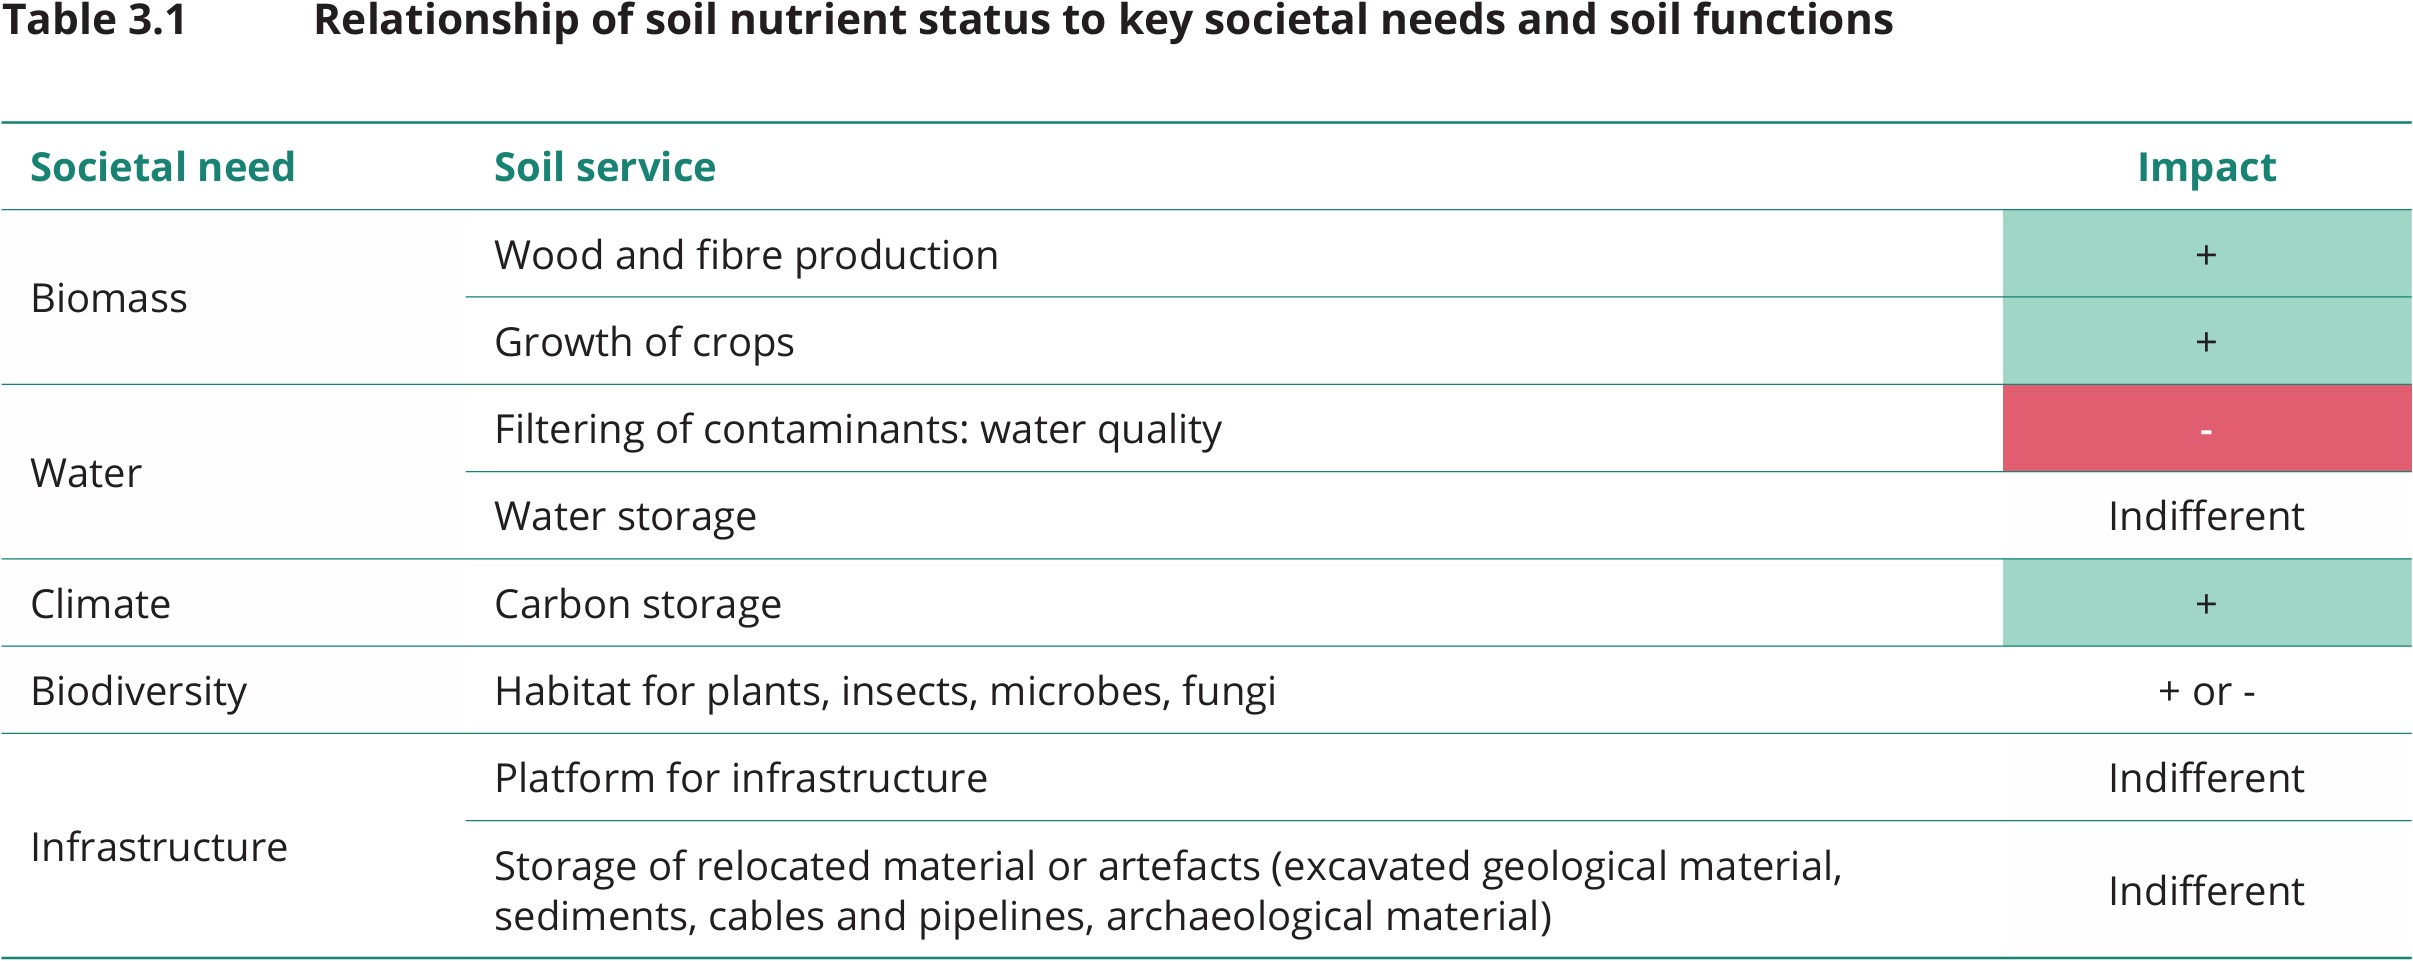 Table 3.1 Relationship of soil nutrient status to key societal needs and soil functions
Societal need Soil service Impact
Biomass
Wood and fibre production +
Growth of crops +
Water
Filtering of contaminants: water quality -
Water storage Indifferent
Climate Carbon storage +
Biodiversity Habitat for plants, insects, microbes, fungi + or -
Infrastructure
Platform for infrastructure Indifferent
Storage of relocated material or artefacts (excavated geological material,
sediments, cables and pipelines, archaeological material)
Indifferent